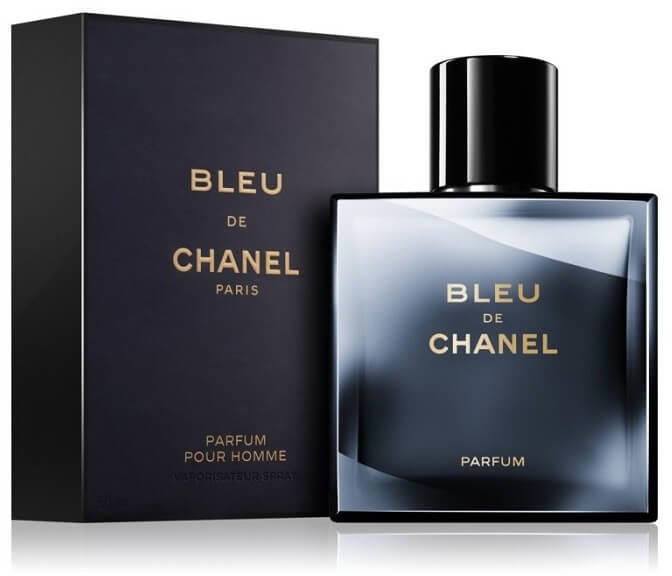 BLEU
DE
CHANEL
PARIS
PARFUM
POUR HOMME
VAPORISATEUR SPRAY
BLEU
DE
CHANEL
PARFUM